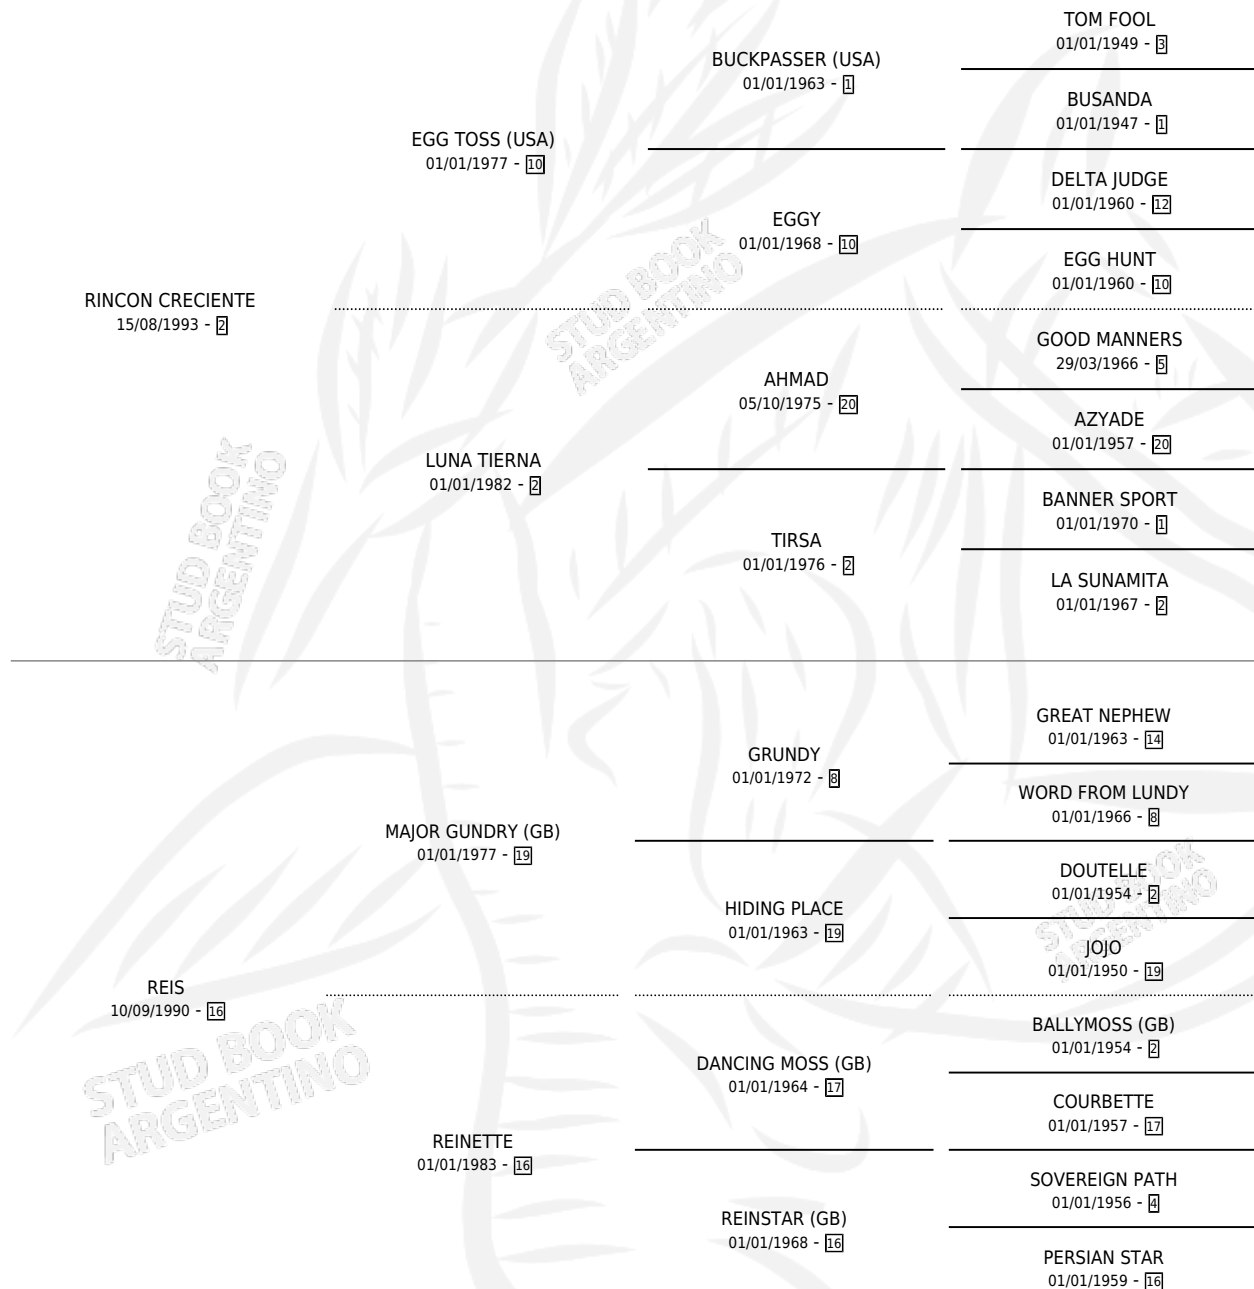 TOM FOOL
01/01/1949 - 3
BUCKPASSER (USA)
01/01/1963 - 1
BUSANDA
01/01/1947 - 1
EGG TOSS (USA)
01/01/1977 - 10
DELTA JUDGE
01/01/1960 - 12
EGGY
01/01/1968 - 10
EGG HUNT
01/01/1960 - 10
RINCON CRECIENTE
15/08/1993 - 2
STUD BOOK
ARGENTINO
GOOD MANNERS
29/03/1966 - 5
AHMAD
05/10/1975 - 20
AZYADE
01/01/1957 - 20
LUNA TIERNA
01/01/1982 - 2
BANNER SPORT
01/01/1970 - 1
TIRSA
01/01/1976 - 2
LA SUNAMITA
01/01/1967 - 2
STUD BOOK
ARGENTINO
GREAT NEPHEW
01/01/1963 - 14
GRUNDY
01/01/1972 - 8
WORD FROM LUNDY
01/01/1966 - 8
MAJOR GUNDRY (GB)
01/01/1977 - 19
DOUTELLE
01/01/1954 - 2
HIDING PLACE
01/01/1963 - 19
JOJO
01/01/1950 - 19
STUD BOOK
ARGENTINO
REIS
10/09/1990 - 16
BALLYMOSS (GB)
01/01/1954 - 2
DANCING MOSS (GB)
01/01/1964 - 17
COURBETTE
01/01/1957 - 17
STUD BOOK
ARGENTINO
REINETTE
01/01/1983 - 16
SOVEREIGN PATH
01/01/1956 - 4
REINSTAR (GB)
01/01/1968 - 16
PERSIAN STAR
01/01/1959 - 16